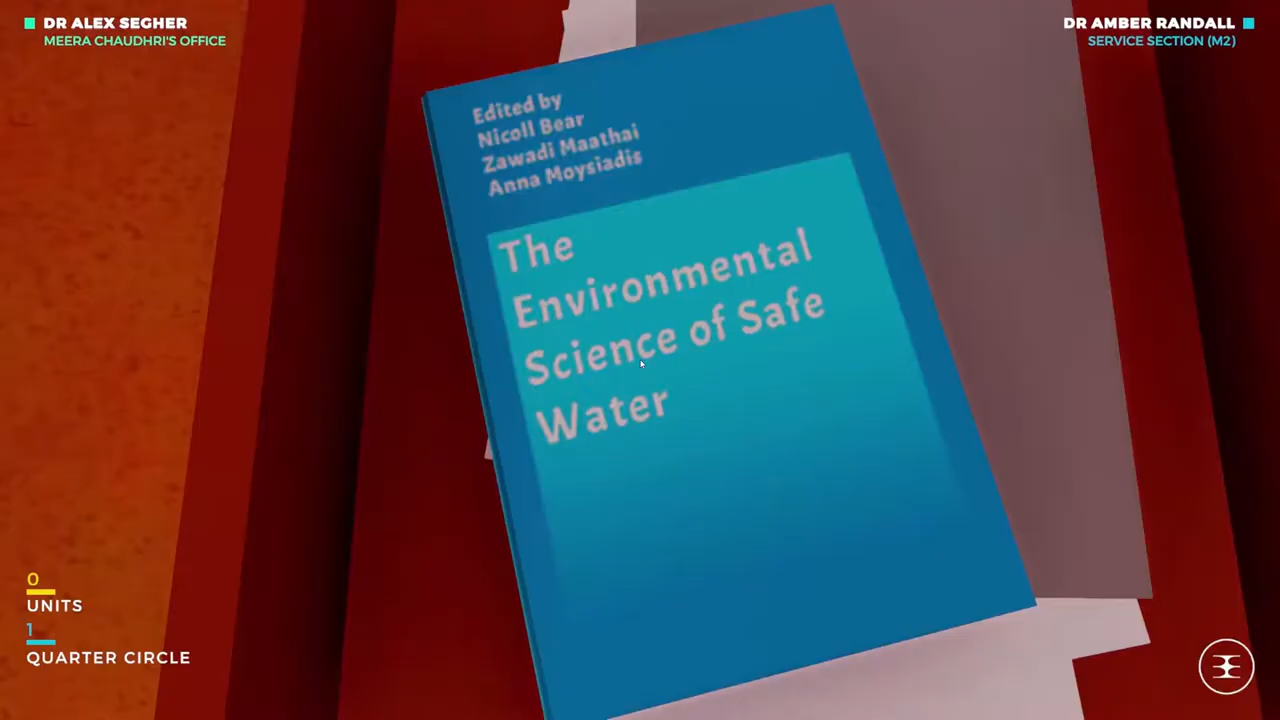 DR ALEX SEGHER
MEERA CHAUDHRI'S OFFICE
DR AMBER RANDALL
SERVICE SECTION (M2)
Edited by
Nicoll Bear
Zawadi Maathai
Anna Moysiadis
The
Environmental
Science of Safe
Water
0
UNITS
1
QUARTER CIRCLE